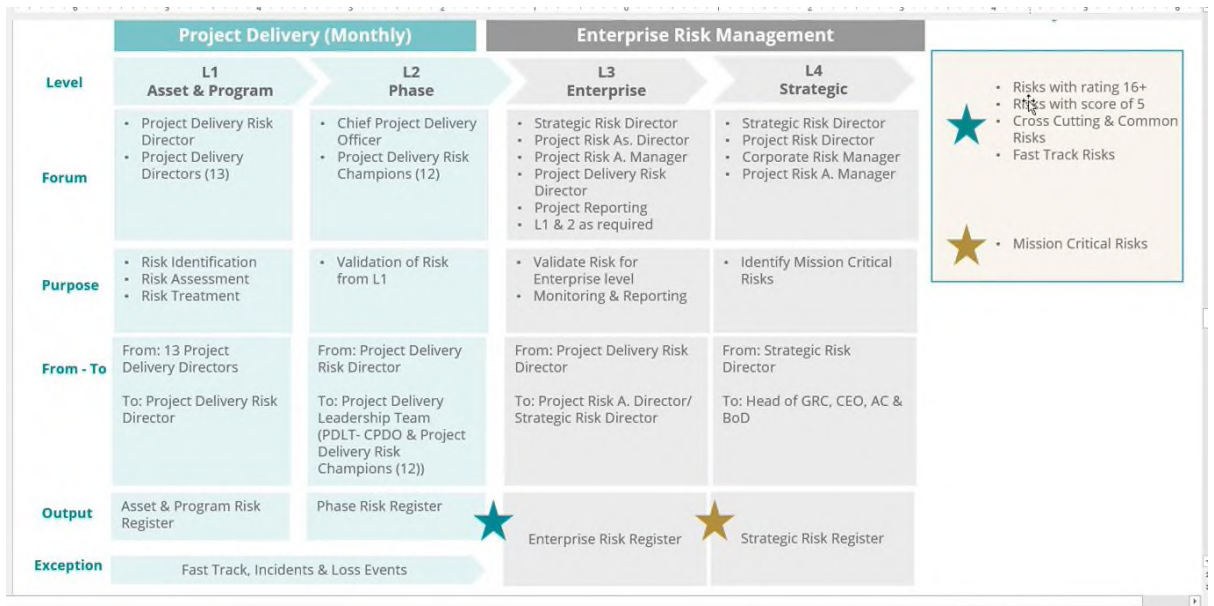 Project Delivery (Monthly)
Enterprise Risk Management
Level
L1
Asset & Program
L2
Phase
L3
Enterprise
L4
Strategic
Forum
• Project Delivery Risk
Director
• Project Delivery
Directors (13)
• Chief Project Delivery
Officer
• Project Delivery Risk
Champions (12)
• Strategic Risk Director
• Project Risk As. Director
• Project Risk A. Manager
• Project Delivery Risk
Director
• Project Reporting
• L1 & 2 as required
• Strategic Risk Director
• Project Risk Director
• Corporate Risk Manager
• Project Risk A. Manager
Purpose
• Risk Identification
• Risk Assessment
• Risk Treatment
• Validation of Risk
from L1
• Validate Risk for
Enterprise level
• Monitoring & Reporting
• Identify Mission Critical
Risks
From - To
From: 13 Project
Delivery Directors
To: Project Delivery Risk
Director
From: Project Delivery
Risk Director
To: Project Delivery
Leadership Team
(PDLT- CPDO & Project
Delivery Risk
Champions (12))
From: Project Delivery Risk
Director
To: Project Risk A. Director/
Strategic Risk Director
From: Strategic Risk
Director
To: Head of GRC, CEO, AC &
BoD
Output
Asset & Program Risk
Register
Phase Risk Register
Enterprise Risk Register
Strategic Risk Register
Exception
Fast Track, Incidents & Loss Events
• Risks with rating 16+
• Risks with score of 5
• Cross Cutting & Common
Risks
• Fast Track Risks
• Mission Critical Risks